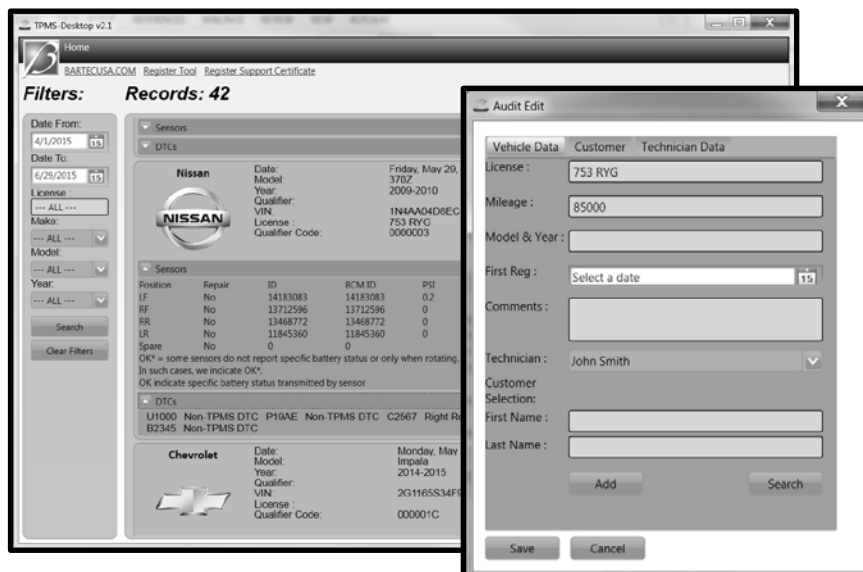 TPMS-Desktop v2.1
Home
BARTECUSA.COM Register Tool Register Support Certificate
Filters: Records: 42
Date From:
4/1/2015 15
Date To:
6/29/2015 15
License :
--- ALL ---
Make:
--- ALL ---
Model:
--- ALL ---
Year:
--- ALL ---
Search
Clear Filters
Sensors
DTCs
Nissan
NISSAN
Date: Friday, May 29,
Model: 370Z
Year: 2009-2010
Qualifier:
VIN: 1N4AA04D8EC
License : 753 RYG
Qualifier Code: 0000003
Sensors
Position Repair ID BCM ID PSI
LF No 14183083 14183083 0.2
RF No 13712596 13712596 0
RR No 13468772 13468772 0
LR No 11845360 11845360 0
Spare No 0 0
OK* = some sensors do not report specific battery status or only when rotating.
In such cases, we indicate OK*.
OK indicate specific battery status transmitted by sensor
DTCs
U1000 Non-TPMS DTC P19AE Non-TPMS DTC C2567 Right
B2345 Non-TPMS DTC
Chevrolet
Date: Monday, May
Model: Impala
Year: 2014-2015
Qualifier:
VIN: 2G1165S34F9
License :
Qualifier Code: 000001C
Audit Edit
Vehicle Data Customer Technician Data
License : 753 RYG
Mileage : 85000
Model & Year :
First Reg : Select a date 15
Comments :
Technician : John Smith
Customer
Selection:
First Name :
Last Name :
Add Search
Save Cancel